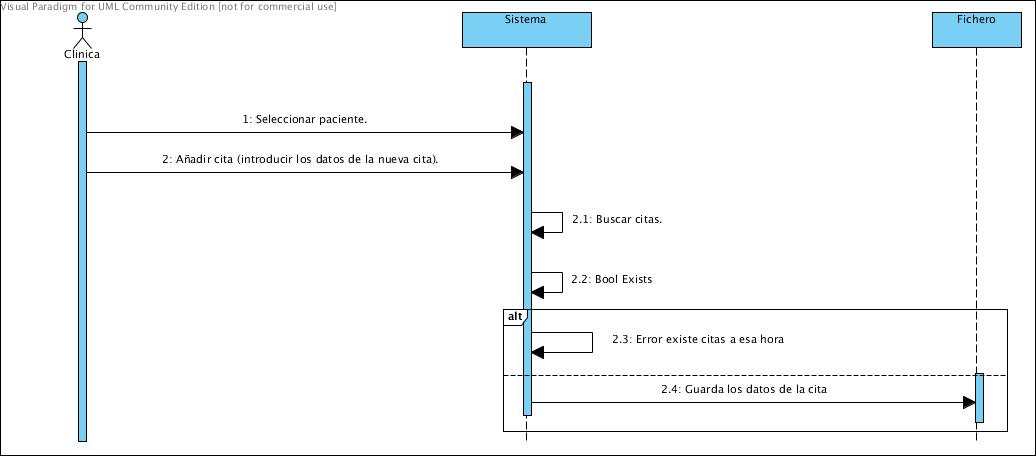 Visual Paradigm for UML Community Edition [not for commercial use]
Sistema
Fichero
Clinica
1: Seleccionar paciente.
2: Añadir cita (introducir los datos de la nueva cita).
2.1: Buscar citas.
2.2: Bool Exists
alt
2.3: Error existe citas a esa hora
2.4: Guarda los datos de la cita